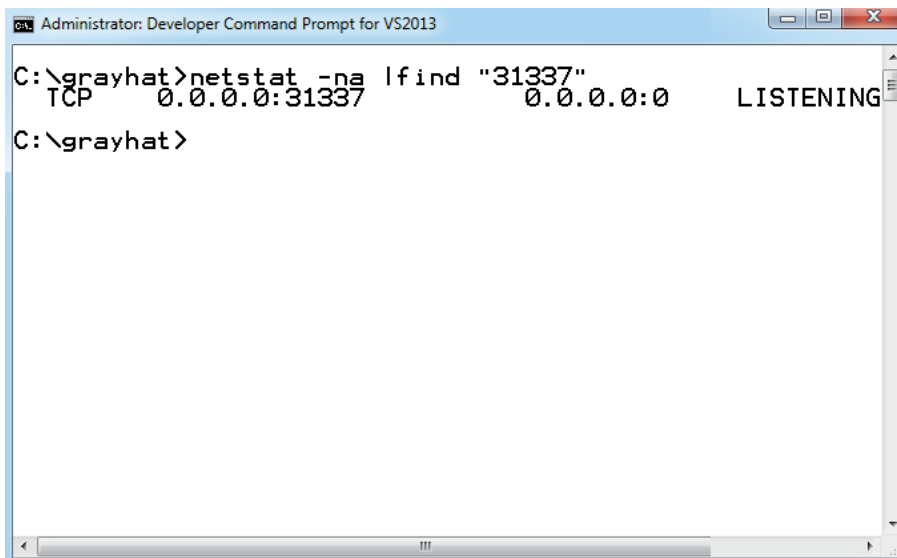 Administrator: Developer Command Prompt for VS2013
C:\grayhat>netstat -na |find "31337"
  TCP    0.0.0.0:31337          0.0.0.0:0    LISTENING
C:\grayhat>